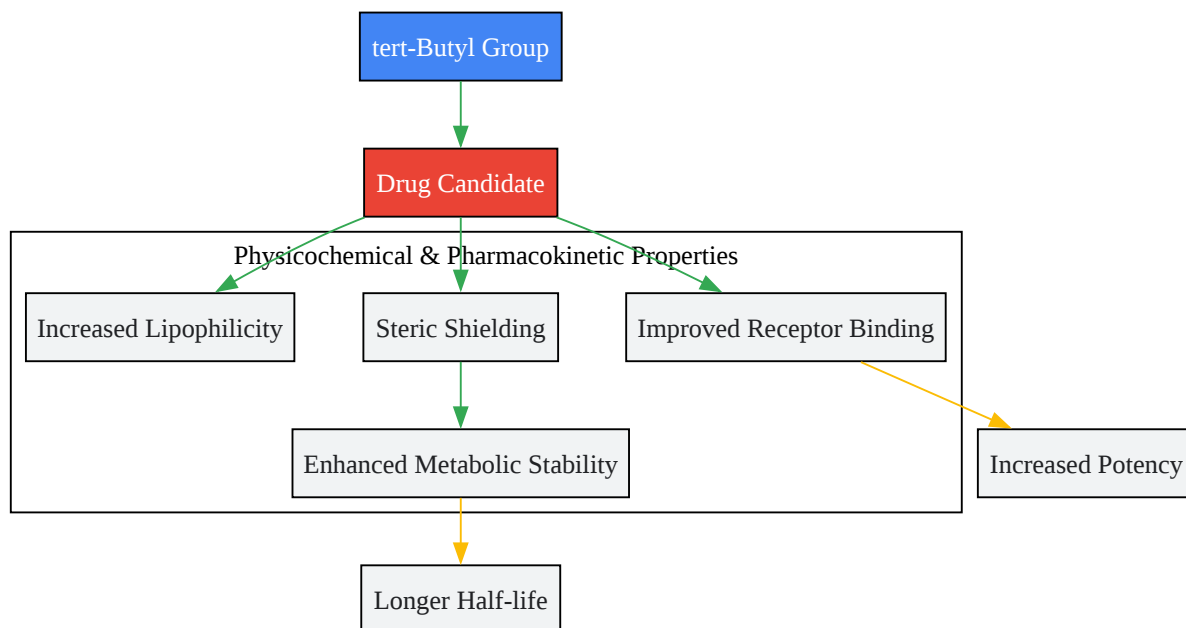 tert-Butyl Group
Drug Candidate
Physicochemical & Pharmacokinetic Properties
Increased Lipophilicity
Steric Shielding
Improved Receptor Binding
Enhanced Metabolic Stability
Increased Potency
Longer Half-life